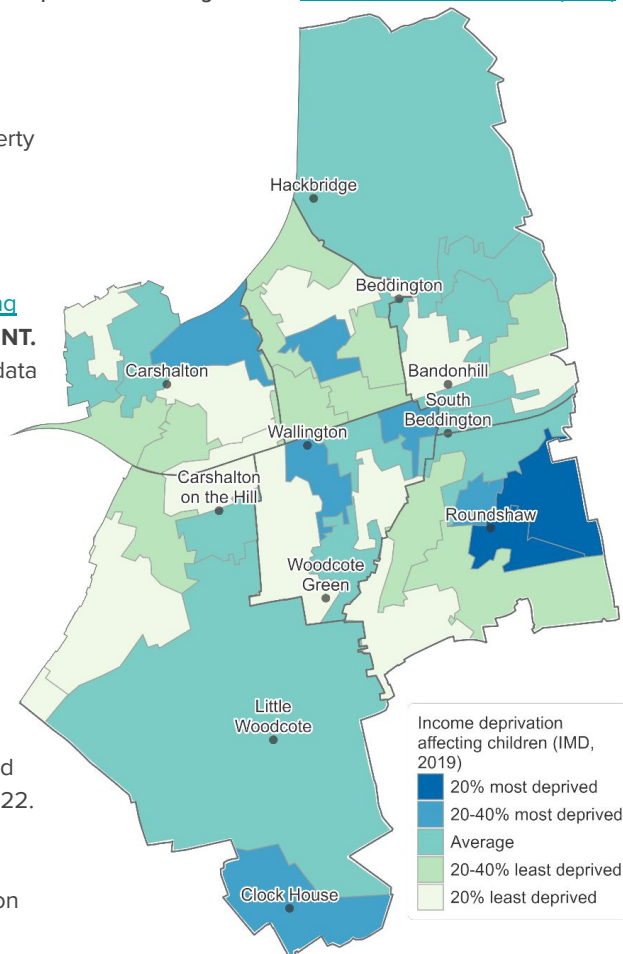 erty
NT.
data
d
22.
on
Hackbridge
Beddington
Carshalton
Bandonhill
South
Beddington
Wallington
Carshalton
on the Hill
Roundshaw
Woodcote
Green
Little
Woodcote
Clock House
Income deprivation
affecting children (IMD,
2019)
20% most deprived
20-40% most deprived
Average
20-40% least deprived
20% least deprived